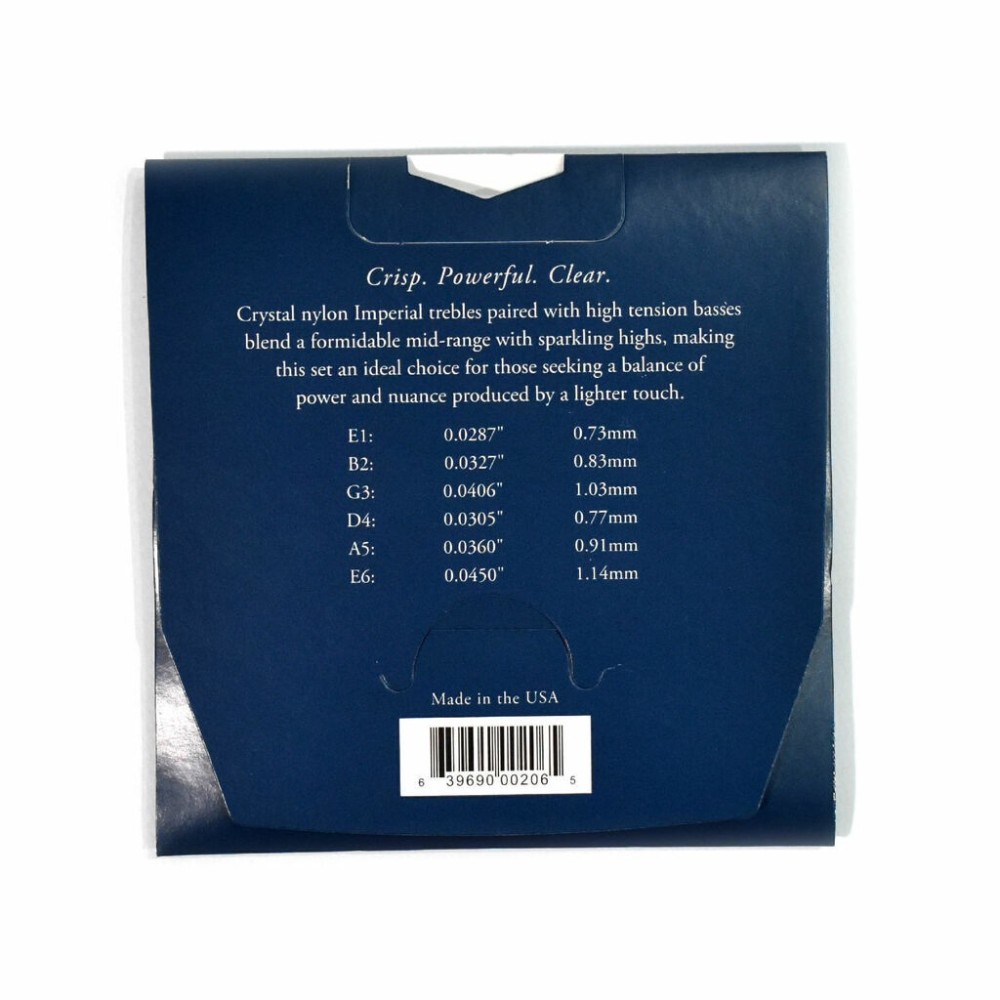 Crisp. Powerful. Clear.
Crystal nylon Imperial trebles paired with high tension basses
blend a formidable mid-range with sparkling highs, making
this set an ideal choice for those seeking a balance of
power and nuance produced by a lighter touch.
E1: 0.0287" 0.73mm
B2: 0.0327" 0.83mm
G3: 0.0406" 1.03mm
D4: 0.0305" 0.77mm
A5: 0.0360" 0.91mm
E6: 0.0450" 1.14mm
Made in the USA
6 39690 00206 5